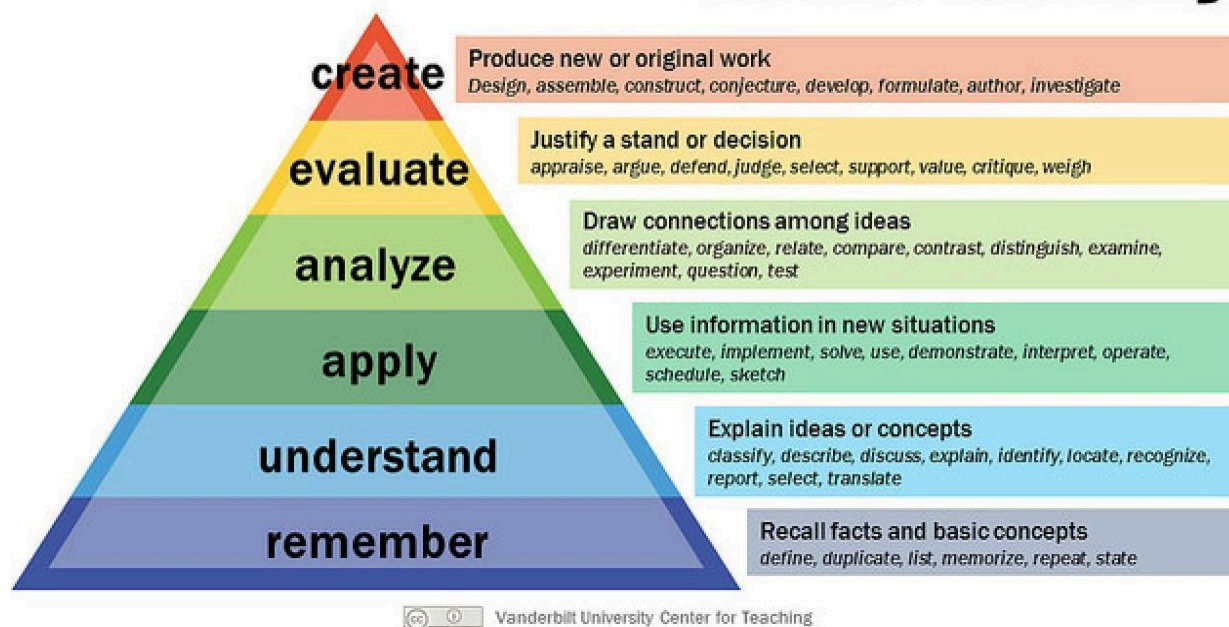 create
Produce new or original work
Design, assemble, construct, conjecture, develop, formulate, author, investigate
evaluate
Justify a stand or decision
appraise, argue, defend, judge, select, support, value, critique, weigh
analyze
Draw connections among ideas
differentiate, organize, relate, compare, contrast, distinguish, examine,
experiment, question, test
apply
Use information in new situations
execute, implement, solve, use, demonstrate, interpret, operate,
schedule, sketch
understand
Explain ideas or concepts
classify, describe, discuss, explain, identify, locate, recognize,
report, select, translate
remember
Recall facts and basic concepts
define, duplicate, list, memorize, repeat, state
cc Vanderbilt University Center for Teaching